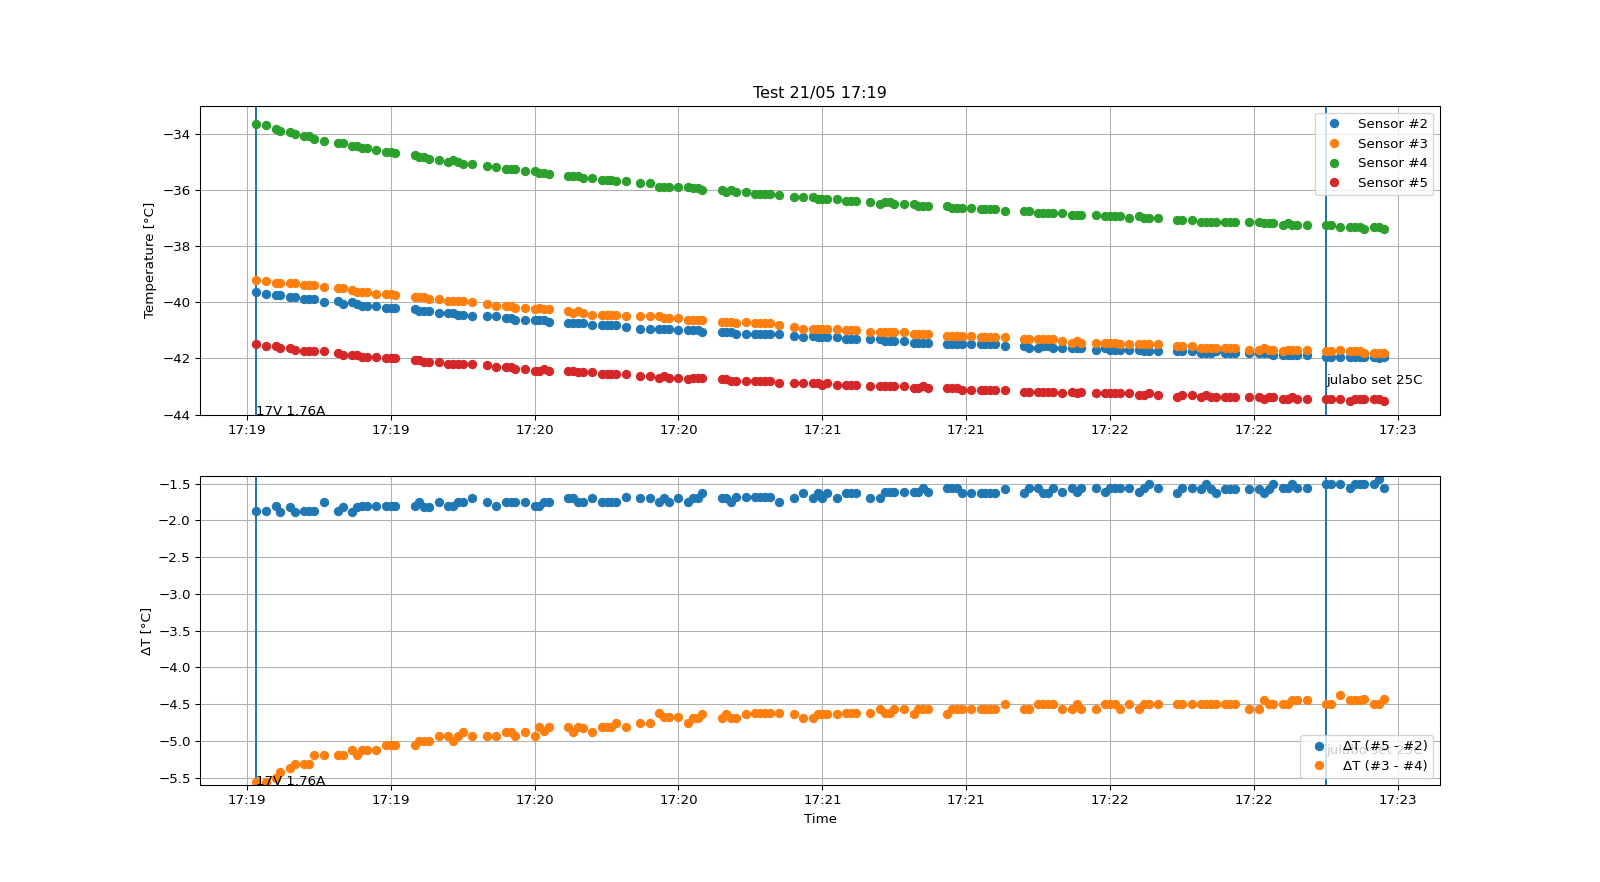 Test 21/05 17:19
Temperature [°C]
−34
−36
−38
−40
−42
−44
Sensor #2
Sensor #3
Sensor #4
Sensor #5
julabo set 25C
17V 1.76A
17:19 17:19 17:20 17:20 17:21 17:21 17:22 17:22 17:23
ΔT [°C]
−1.5
−2.0
−2.5
−3.0
−3.5
−4.0
−4.5
−5.0
−5.5
ΔT (#5 - #2)
julabo set 25C
ΔT (#3 - #4)
17V 1.76A
17:19 17:19 17:20 17:20 17:21 17:21 17:22 17:22 17:23
Time